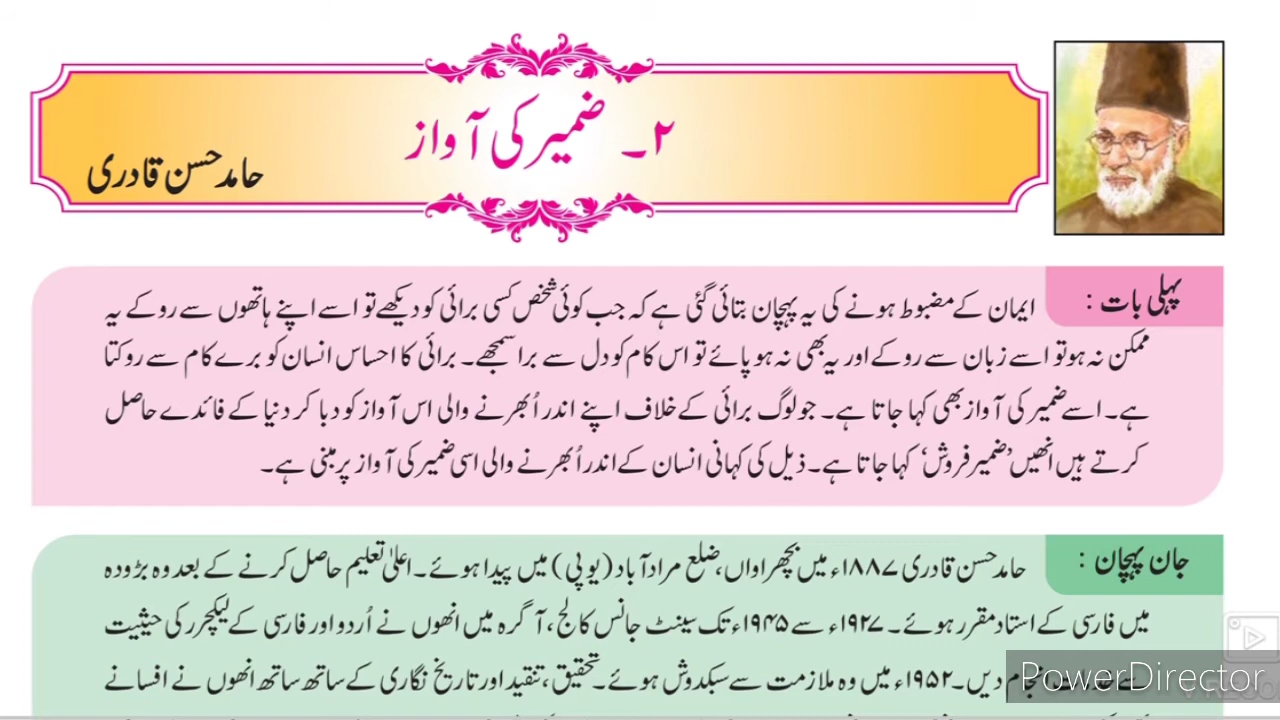 ۲۔ ضمیر کی آواز
حامد حسن قادری
پہلی بات :
ایمان کے مضبوط ہونے کی یہ پہچان بتائی گئی ہے کہ جب کوئی شخص کسی برائی کو دیکھے تو اسے اپنے ہاتھوں سے روکے یہ
ممکن نہ ہو تو اسے زبان سے روکے اور یہ بھی نہ ہو پائے تو اس کام کو دل سے برا سمجھے۔ برائی کا احساس انسان کو برے کام سے روکتا
ہے۔ اسے ضمیر کی آواز بھی کہا جاتا ہے۔ جو لوگ برائی کے خلاف اپنے اندر اُبھرنے والی اس آواز کو دبا کر دنیا کے فائدے حاصل
کرتے ہیں انھیں 'ضمیر فروش' کہا جاتا ہے۔ ذیل کی کہانی انسان کے اندر اُبھرنے والی اسی ضمیر کی آواز پر مبنی ہے۔
جان پہچان :
حامد حسن قادری ۱۸۸۷ء میں بچھراواں، ضلع مراد آباد (یوپی) میں پیدا ہوئے۔ اعلیٰ تعلیم حاصل کرنے کے بعد وہ بڑودہ
میں فارسی کے استاد مقرر ہوئے۔ ۱۹۲۷ء سے ۱۹۴۵ء تک سینٹ جانس کالج، آگرہ میں انھوں نے اُردو اور فارسی کے لیکچرر کی حیثیت
دیں۔ ۱۹۵۲ء میں وہ ملازمت سے سبکدوش ہوئے۔ تحقیق، تنقید اور تاریخ نگاری کے ساتھ ساتھ انھوں نے افسانے
PowerDirector